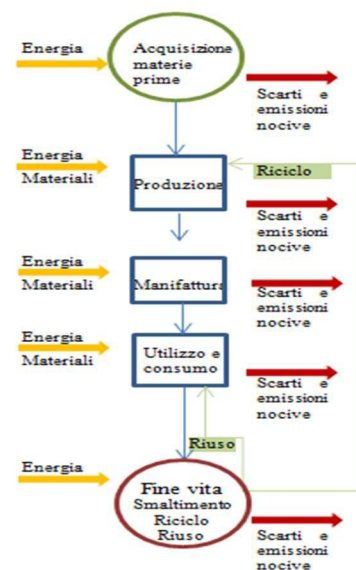 Energia
Acquisizione
materie
prime
Scarti e
emissioni
nocive
Energia
Materiali
Produzione
Riciclo
Scarti e
emissioni
nocive
Energia
Materiali
Manifattura
Scarti e
emissioni
nocive
Energia
Materiali
Utilizzo e
consumo
Scarti e
emissioni
nocive
Riuso
Energia
Fine vita
Smaltimento
Riciclo
Riuso
Scarti e
emissioni
nocive